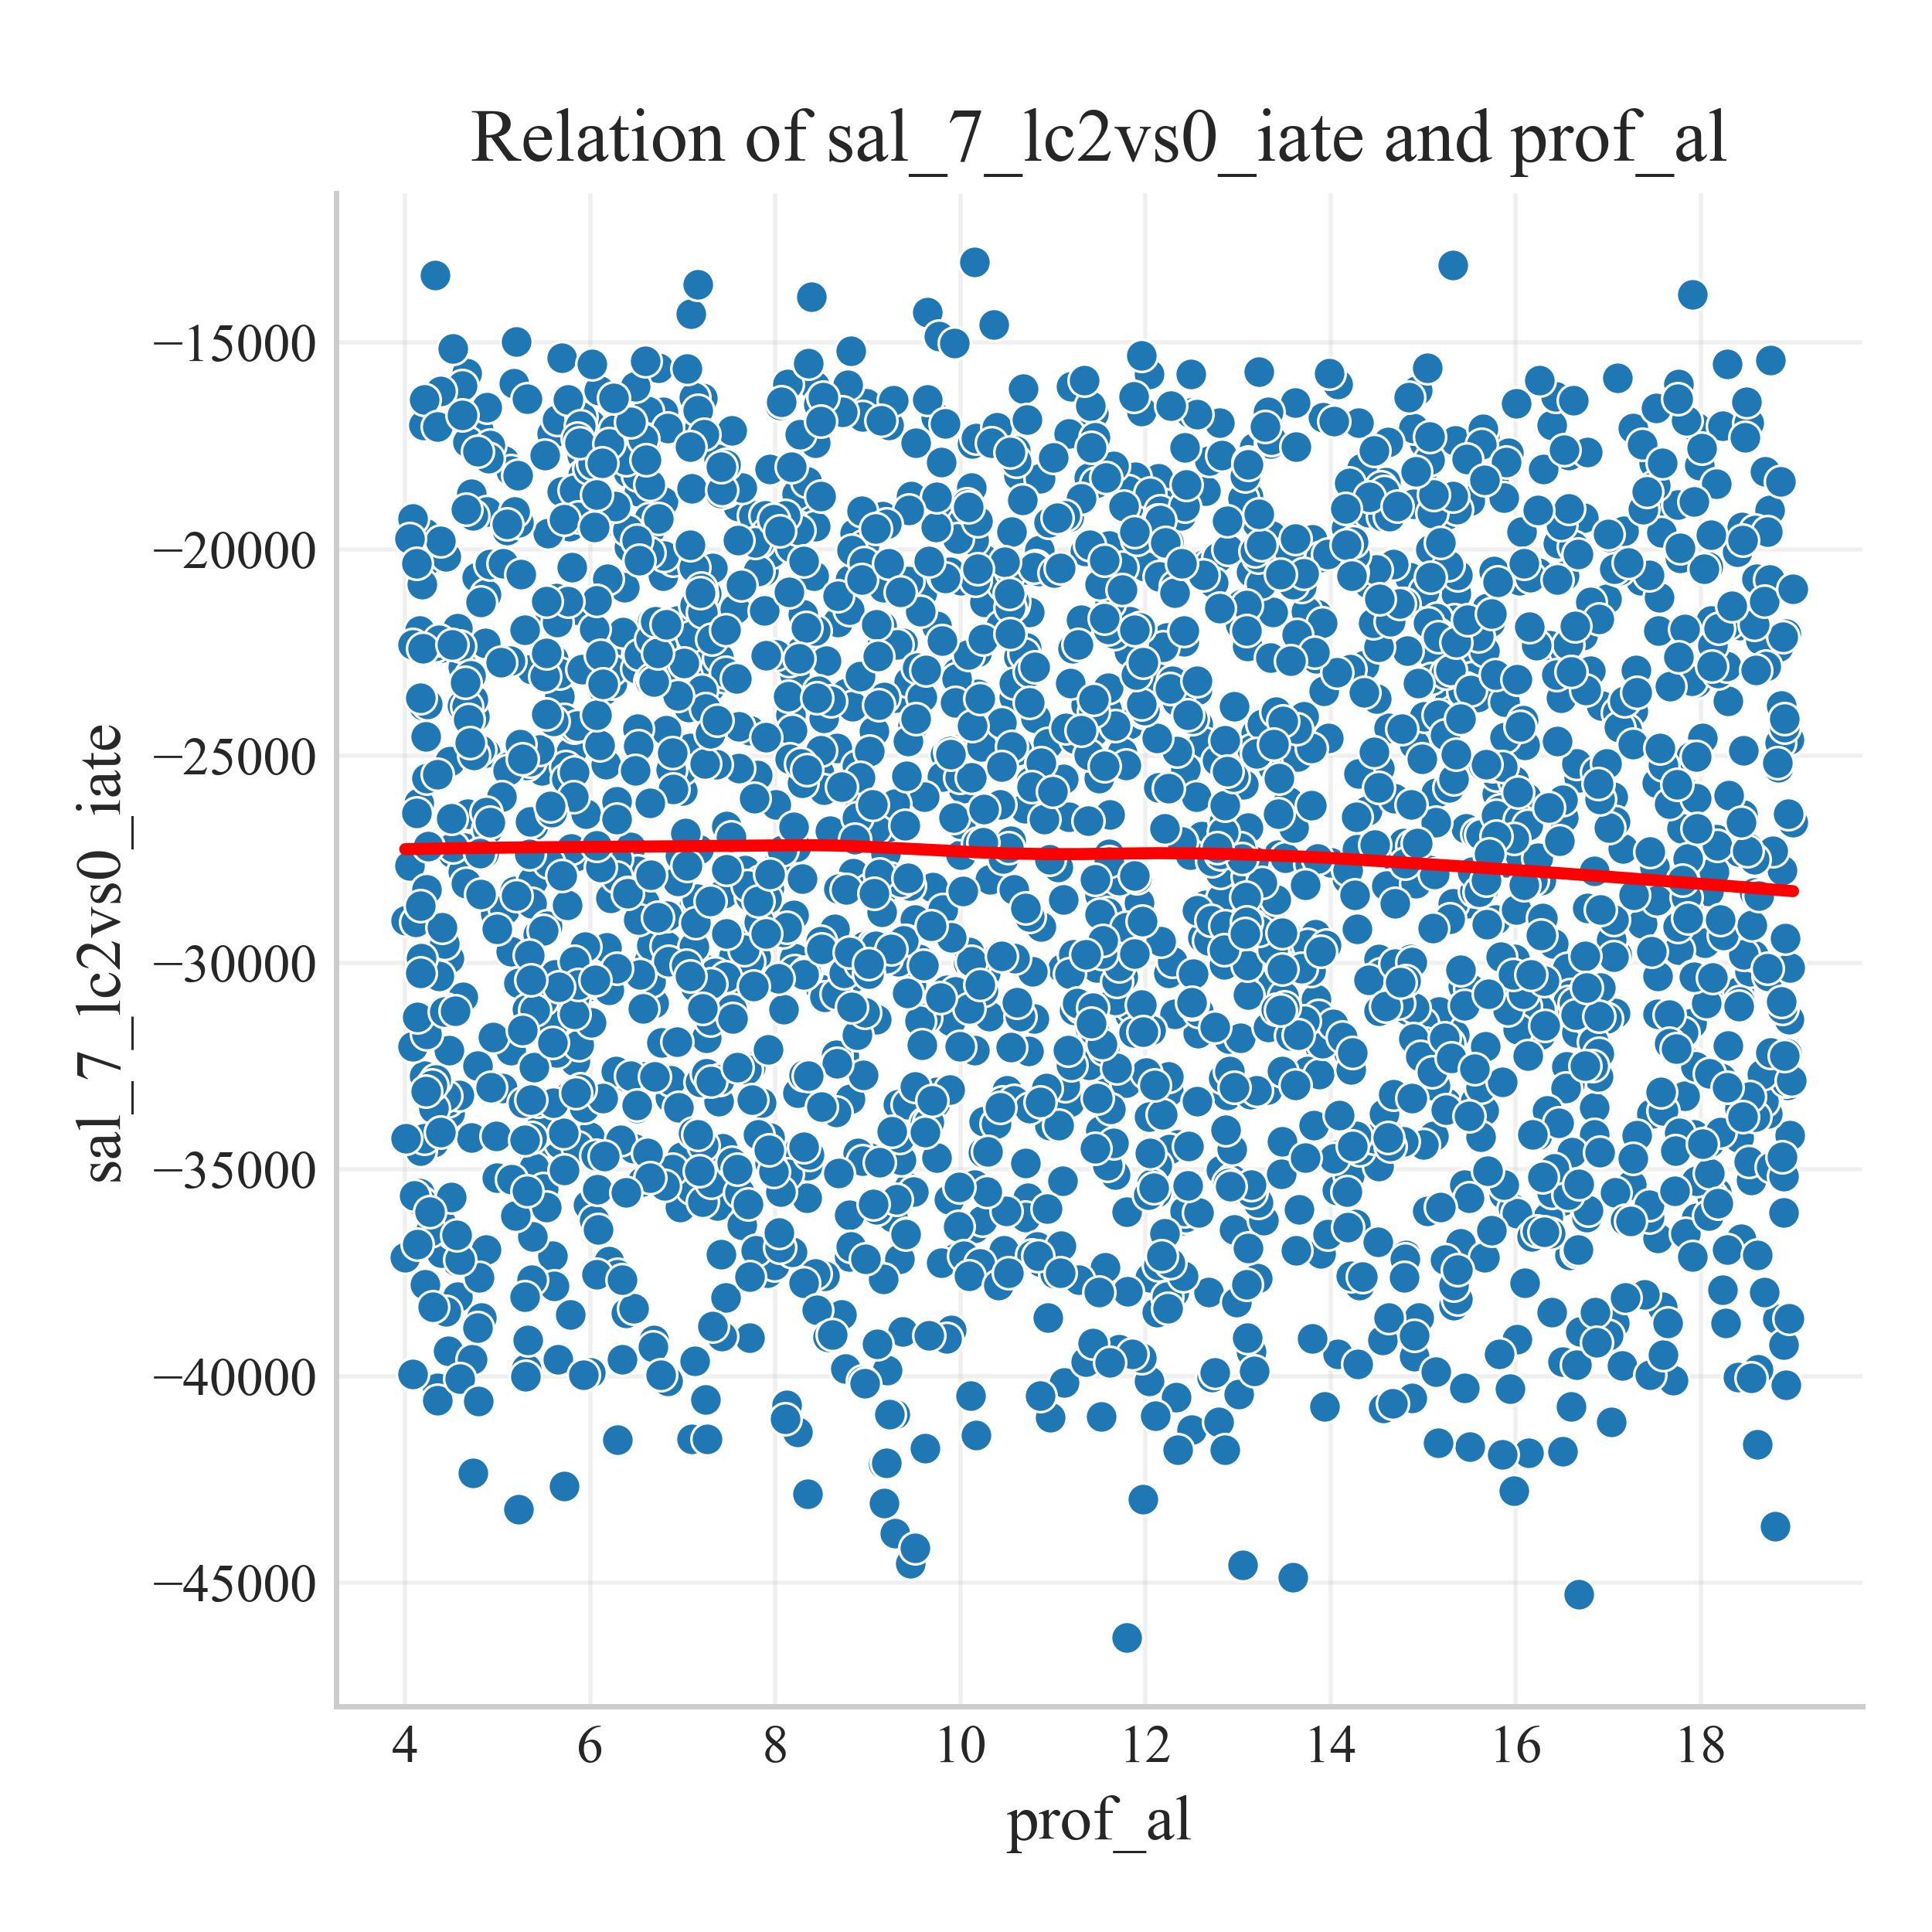 Relation of sal_7_lc2vs0_iate and prof_al
−15000
−20000
−25000
−30000
−35000
−40000
−45000
sal_7_lc2vs0_iate
4 6 8 10 12 14 16 18
prof_al